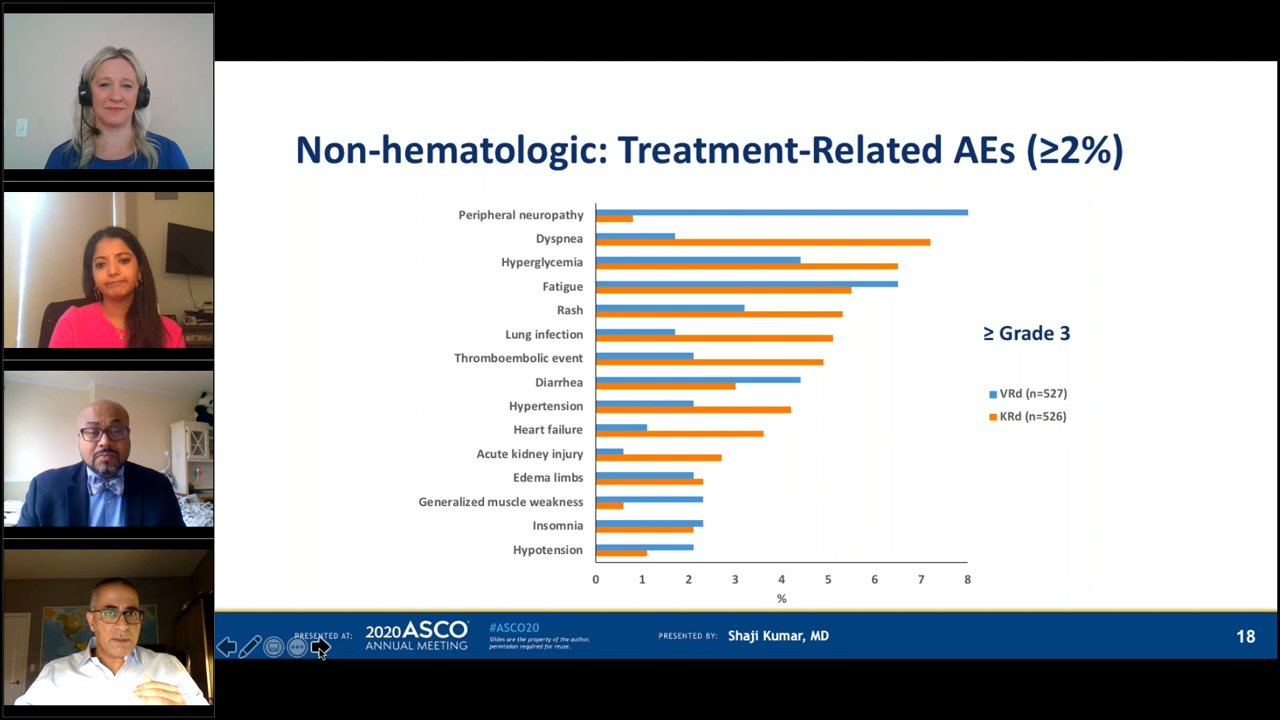 Non-hematologic: Treatment-Related AEs (≥2%)
Peripheral neuropathy
Dyspnea
Hyperglycemia
Fatigue
Rash
Lung infection
Thromboembolic event
Diarrhea
Hypertension
Heart failure
Acute kidney injury
Edema limbs
Generalized muscle weakness
Insomnia
Hypotension
0 1 2 3 4 5 6 7 8
%
≥ Grade 3
VRd (n=527)
KRd (n=526)
PRESENTED AT:
2020 ASCO
ANNUAL MEETING
#ASCO20
Slides are the property of the author,
permission required for reuse.
PRESENTED BY: Shaji Kumar, MD
18